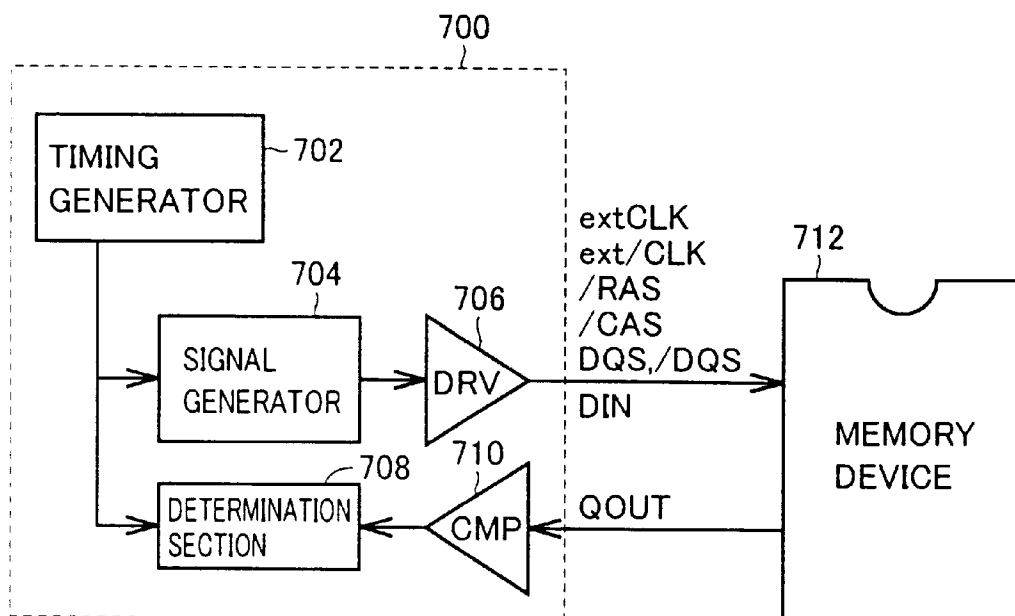 700
TIMING
GENERATOR
702
extCLK
ext/CLK
/RAS
/CAS
DQS,/DQS
DIN
712
704
706
SIGNAL
GENERATOR
DRV
MEMORY
DEVICE
708
710
DETERMINATION
SECTION
CMP
QOUT